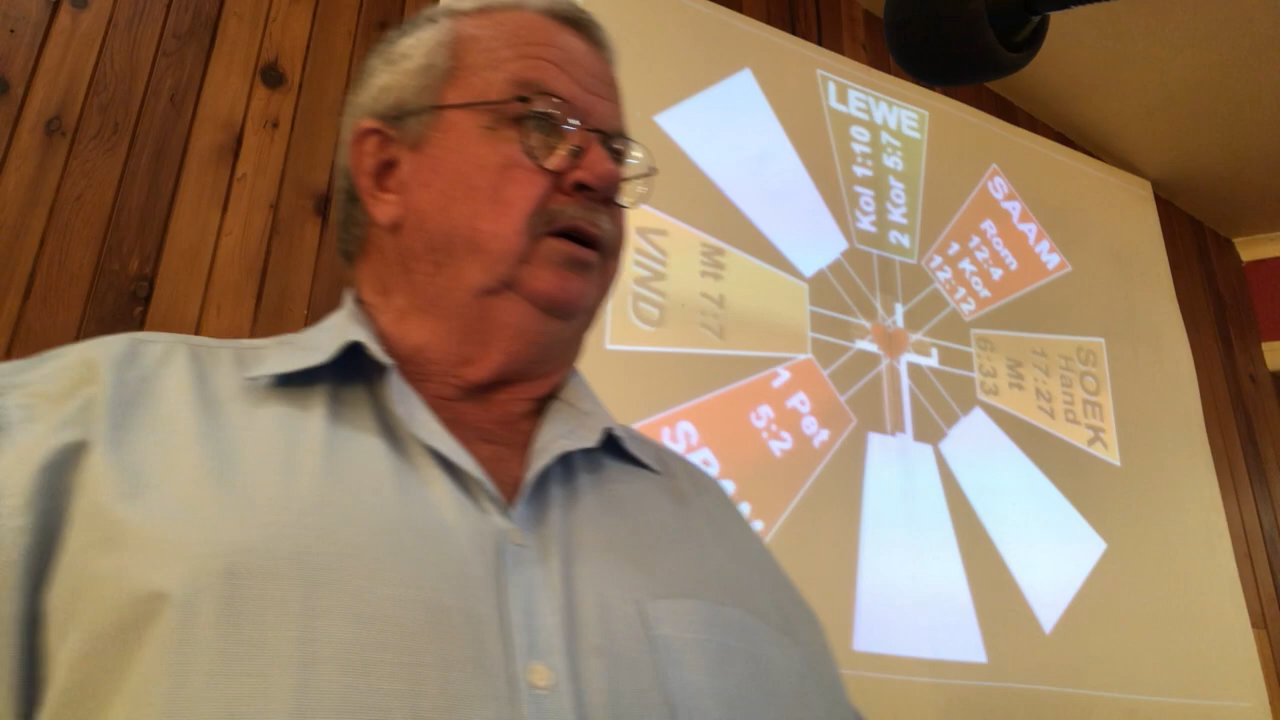 LEWE
Kol 1:10
2 Kor 5:7
SAAM
Rom
12:4
1 Kor
12:12
SOEK
Hand
17:27
Mt
6:33
1 Pet
5:2
VIND
Mt 7:7